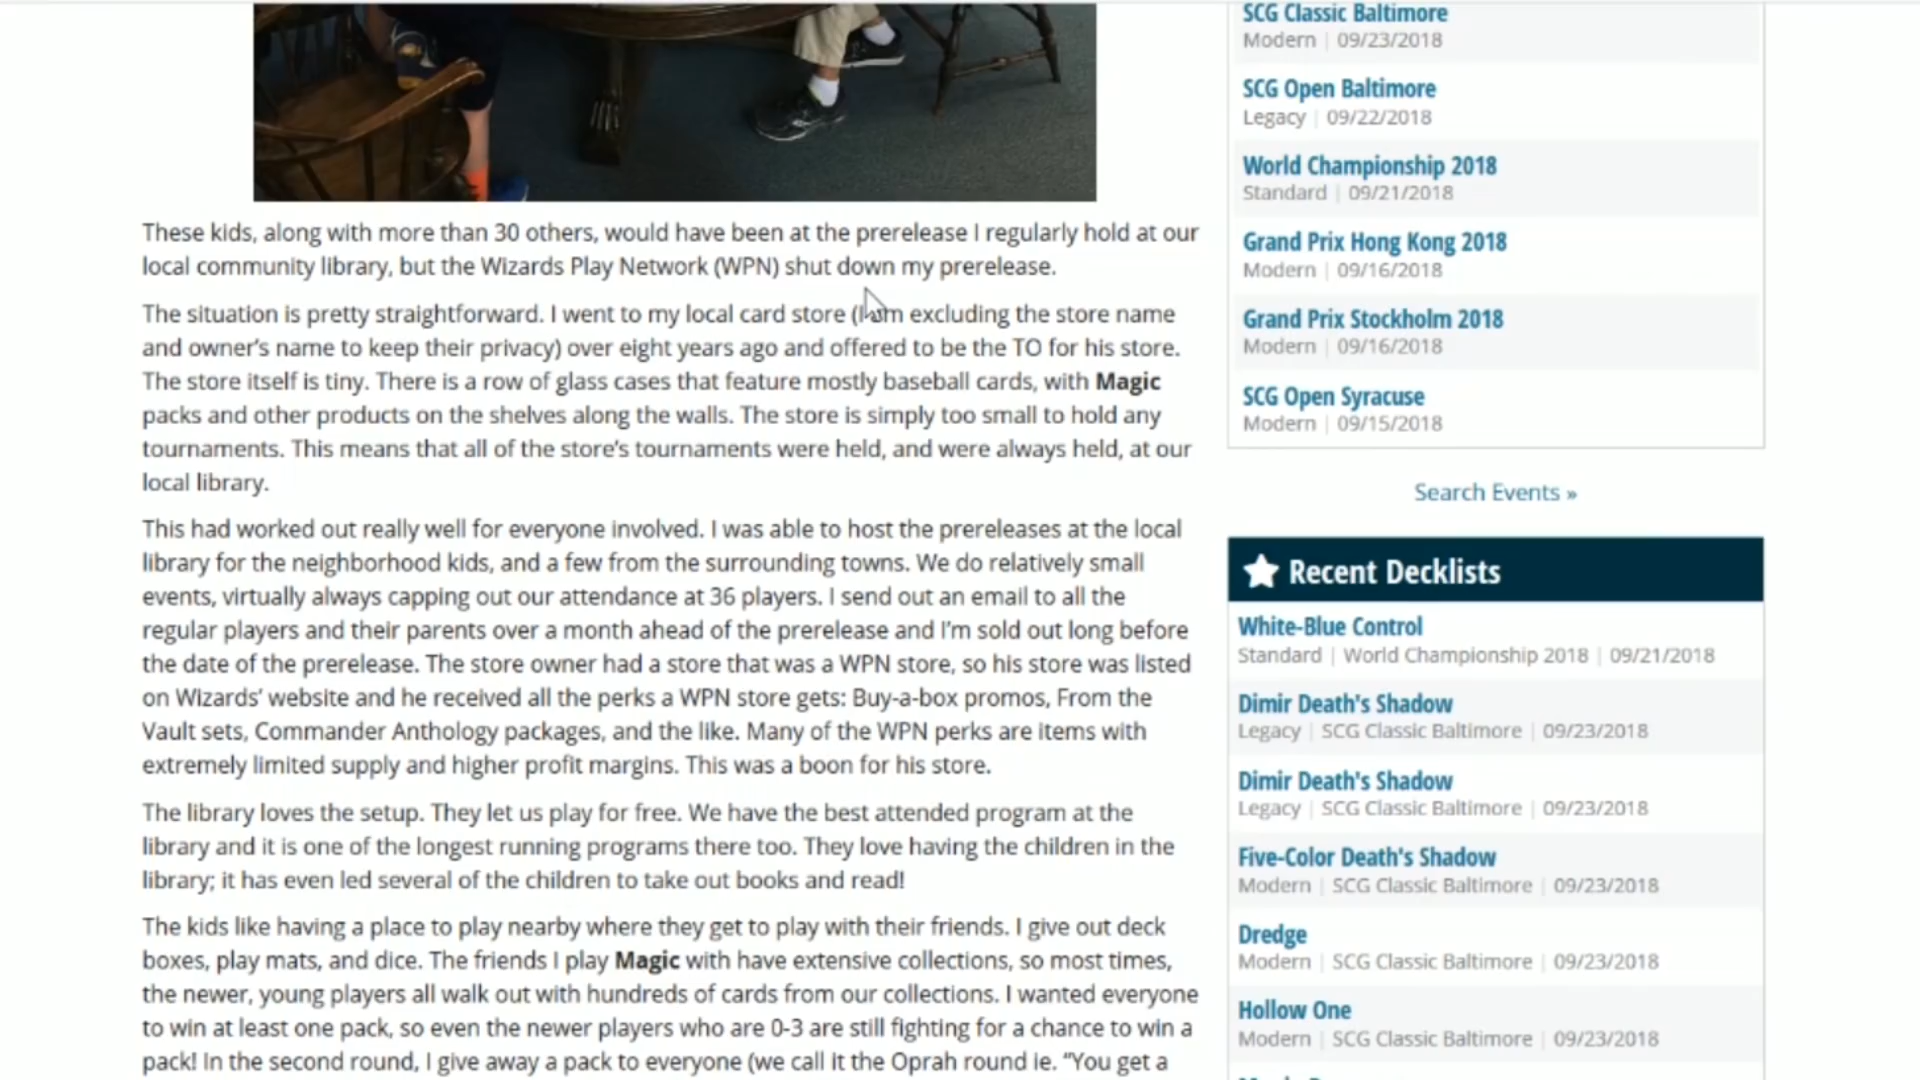 These kids, along with more than 30 others, would have been at the prerelease I regularly hold at our
local community library, but the Wizards Play Network (WPN) shut down my prerelease.
The situation is pretty straightforward. I went to my local card store (I am excluding the store name
and owner's name to keep their privacy) over eight years ago and offered to be the TO for his store.
The store itself is tiny. There is a row of glass cases that feature mostly baseball cards, with Magic
packs and other products on the shelves along the walls. The store is simply too small to hold any
tournaments. This means that all of the store's tournaments were held, and were always held, at our
local library.
This had worked out really well for everyone involved. I was able to host the prereleases at the local
library for the neighborhood kids, and a few from the surrounding towns. We do relatively small
events, virtually always capping out our attendance at 36 players. I send out an email to all the
regular players and their parents over a month ahead of the prerelease and I'm sold out long before
the date of the prerelease. The store owner had a store that was a WPN store, so his store was listed
on Wizards' website and he received all the perks a WPN store gets: Buy-a-box promos, From the
Vault sets, Commander Anthology packages, and the like. Many of the WPN perks are items with
extremely limited supply and higher profit margins. This was a boon for his store.
The library loves the setup. They let us play for free. We have the best attended program at the
library and it is one of the longest running programs there too. They love having the children in the
library; it has even led several of the children to take out books and read!
The kids like having a place to play nearby where they get to play with their friends. I give out deck
boxes, play mats, and dice. The friends I play Magic with have extensive collections, so most times,
the newer, young players all walk out with hundreds of cards from our collections. I wanted everyone
to win at least one pack, so even the newer players who are 0-3 are still fighting for a chance to win a
pack! In the second round, I give away a pack to everyone (we call it the Oprah round ie. "You get a
SCG Classic Baltimore
Modern | 09/23/2018
SCG Open Baltimore
Legacy | 09/22/2018
World Championship 2018
Standard | 09/21/2018
Grand Prix Hong Kong 2018
Modern | 09/16/2018
Grand Prix Stockholm 2018
Modern | 09/16/2018
SCG Open Syracuse
Modern | 09/15/2018
Search Events »
Recent Decklists
White-Blue Control
Standard | World Championship 2018 | 09/21/2018
Dimir Death's Shadow
Legacy | SCG Classic Baltimore | 09/23/2018
Dimir Death's Shadow
Legacy | SCG Classic Baltimore | 09/23/2018
Five-Color Death's Shadow
Modern | SCG Classic Baltimore | 09/23/2018
Dredge
Modern | SCG Classic Baltimore | 09/23/2018
Hollow One
Modern | SCG Classic Baltimore | 09/23/2018